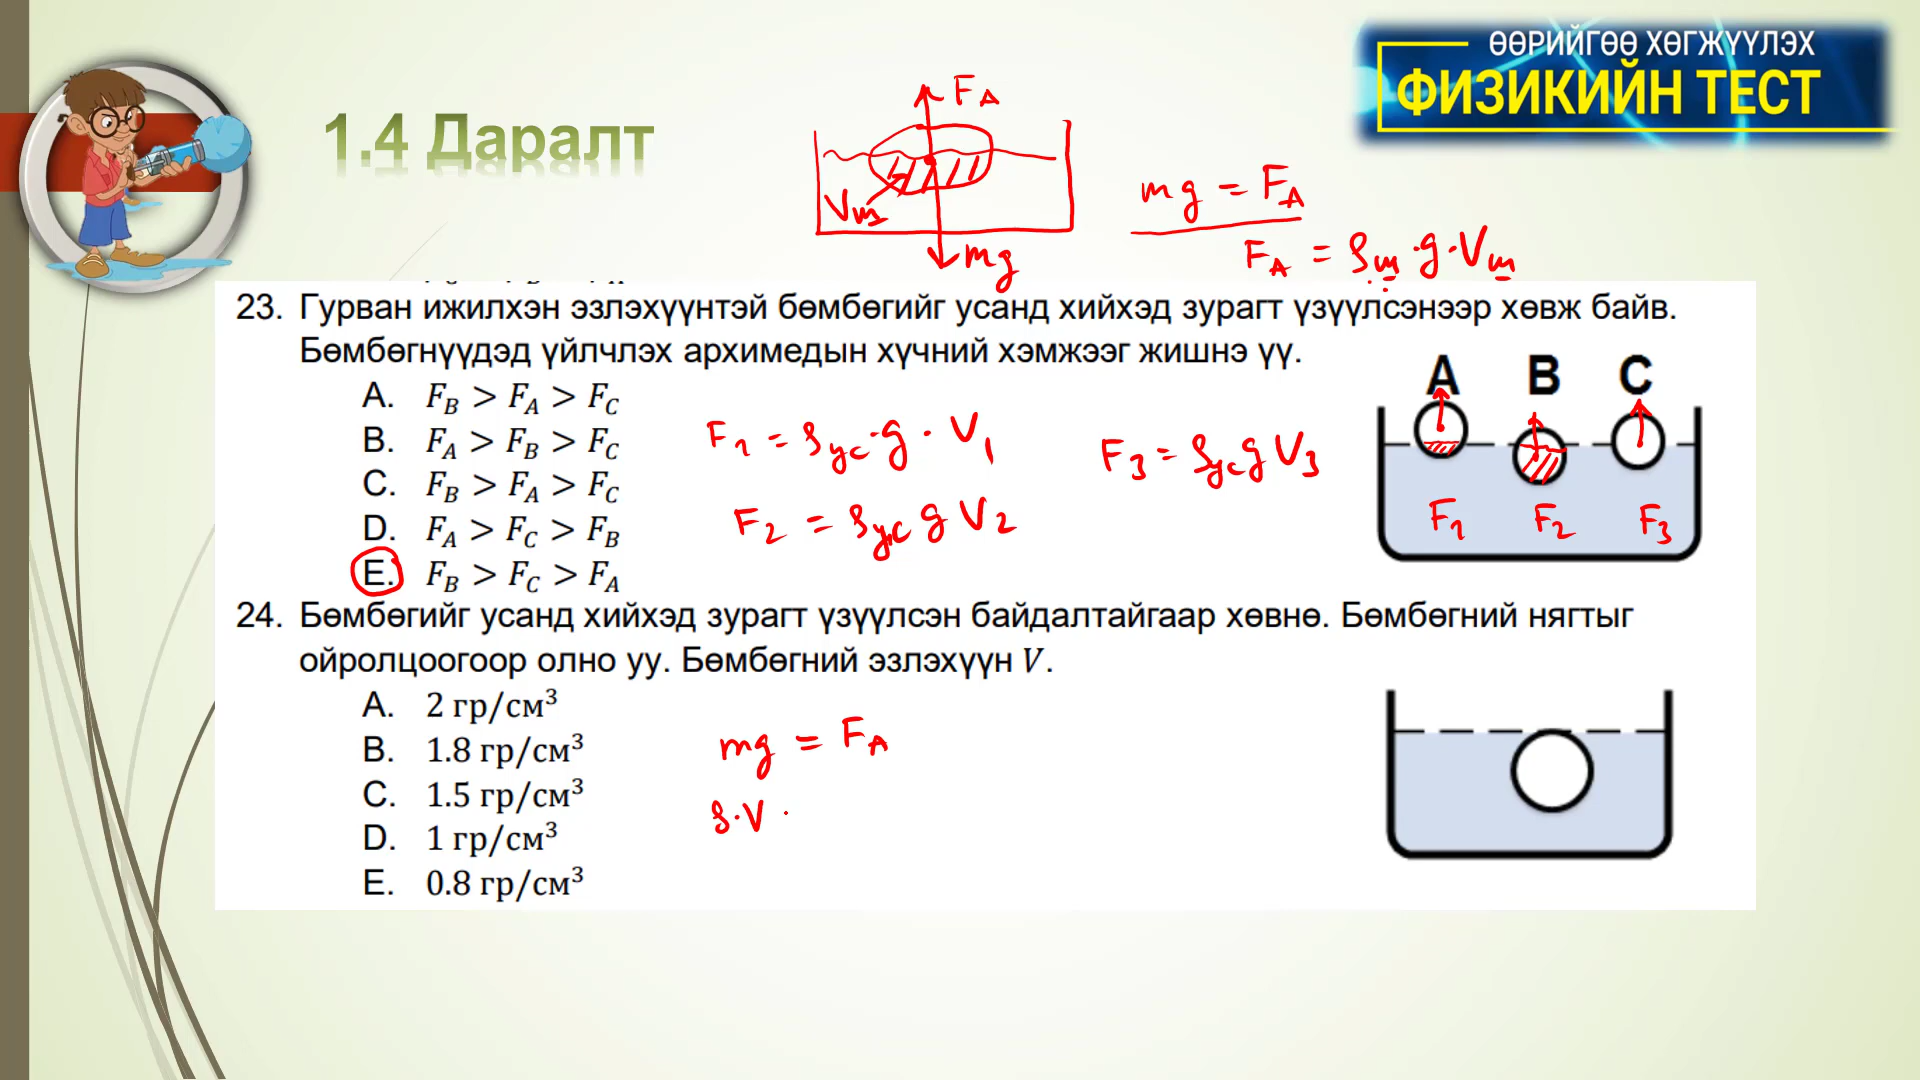 ӨӨРИЙГӨӨ ХӨГЖҮҮЛЭХ
ФИЗИКИЙН ТЕСТ
1.4 Даралт
F_A
V_ш
mg
mg = F_A
F_A = ρ_ш · g · V_ш
23. Гурван ижилхэн эзлэхүүнтэй бөмбөгийг усанд хийхэд зурагт үзүүлсэнээр хөвж байв.
Бөмбөгнүүдэд үйлчлэх архимедын хүчний хэмжээг жишнэ үү.
A. F_B > F_A > F_C
B. F_A > F_B > F_C
C. F_B > F_A > F_C
D. F_A > F_C > F_B
E. F_B > F_C > F_A
F_1 = ρ_ус · g · V_1
F_2 = ρ_ус g V_2
F_3 = ρ_ус g V_3
A B C
F_1 F_2 F_3
24. Бөмбөгийг усанд хийхэд зурагт үзүүлсэн байдалтайгаар хөвнө. Бөмбөгний нягтыг
ойролцоогоор олно уу. Бөмбөгний эзлэхүүн V.
A. 2 гр/см³
B. 1.8 гр/см³
C. 1.5 гр/см³
D. 1 гр/см³
E. 0.8 гр/см³
mg = F_A
ρ·V ·